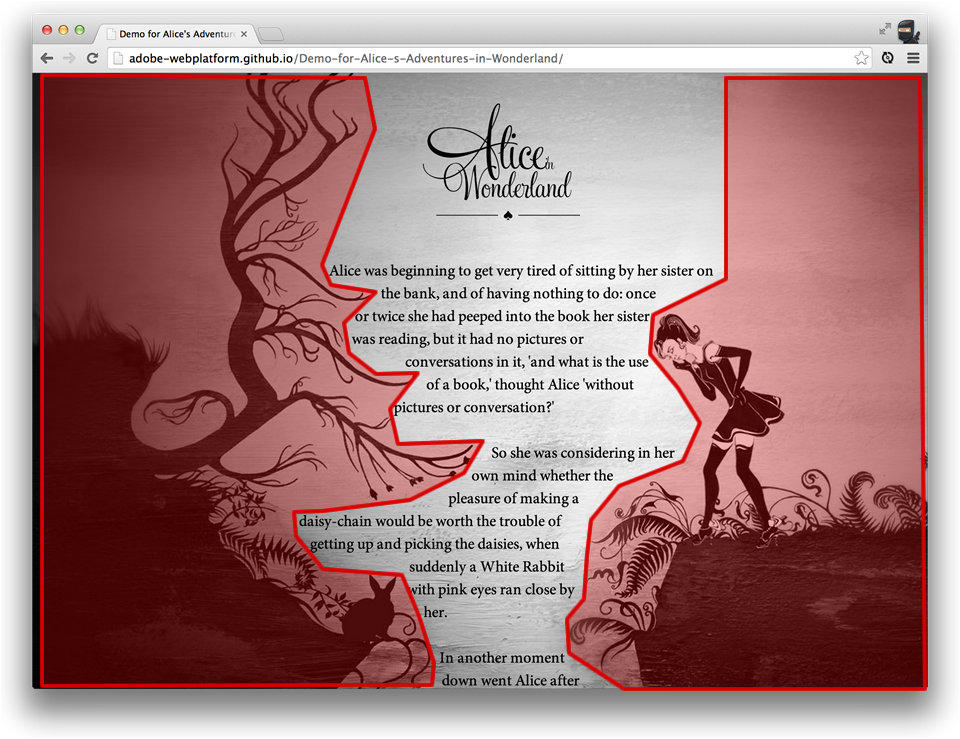 Demo for Alice's Adventure
adobe-webplatform.github.io/Demo-for-Alice-s-Adventures-in-Wonderland/
Alice in
Wonderland
Alice was beginning to get very tired of sitting by her sister on
the bank, and of having nothing to do: once
or twice she had peeped into the book her sister
was reading, but it had no pictures or
conversations in it, 'and what is the use
of a book,' thought Alice 'without
pictures or conversation?'
So she was considering in her
own mind whether the
pleasure of making a
daisy-chain would be worth the trouble of
getting up and picking the daisies, when
suddenly a White Rabbit
with pink eyes ran close by
her.
In another moment
down went Alice after